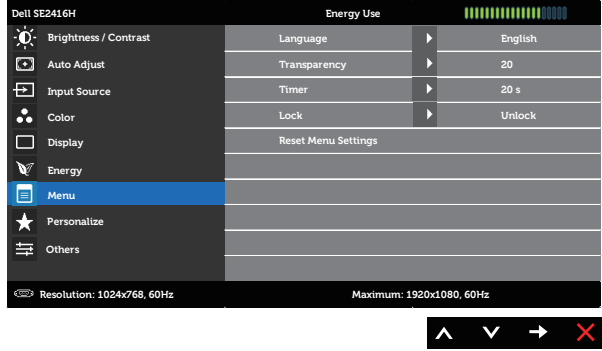 Dell SE2416H Energy Use
Brightness / Contrast Language English
Auto Adjust Transparency 20
Input Source Timer 20 s
Color Lock Unlock
Display Reset Menu Settings
Energy
Menu
Personalize
Others
Resolution: 1024x768, 60Hz Maximum: 1920x1080, 60Hz